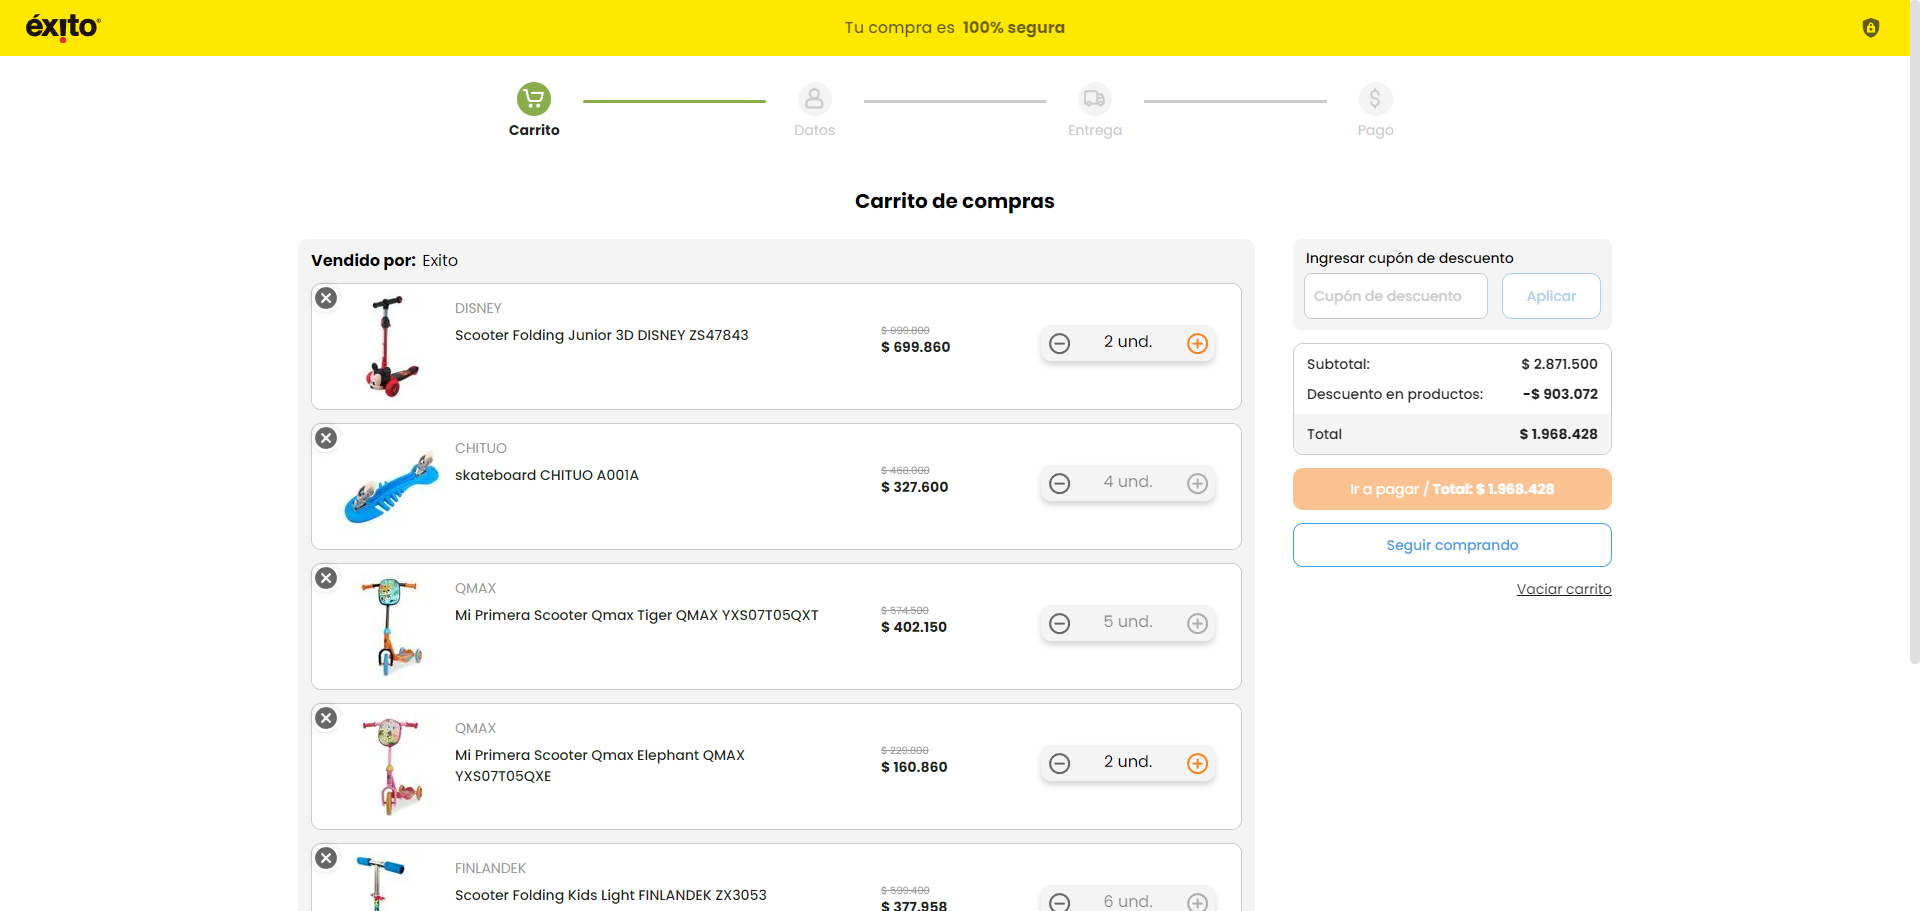 éxito
Tu compra es 100% segura
Carrito
Datos
Entrega
Pago
Carrito de compras
Vendido por: Exito
DISNEY
Scooter Folding Junior 3D DISNEY ZS47843
$ 999.800
$ 699.860
2 und.
CHITUO
skateboard CHITUO A001A
$ 468.000
$ 327.600
4 und.
QMAX
Mi Primera Scooter Qmax Tiger QMAX YXS07T05QXT
$ 574.500
$ 402.150
5 und.
QMAX
Mi Primera Scooter Qmax Elephant QMAX
YXS07T05QXE
$ 229.800
$ 160.860
2 und.
FINLANDEK
Scooter Folding Kids Light FINLANDEK ZX3053
$ 599.400
$ 377.958
6 und.
Ingresar cupón de descuento
Cupón de descuento
Aplicar
Subtotal: $ 2.871.500
Descuento en productos: -$ 903.072
Total $ 1.968.428
Ir a pagar / Total: $ 1.968.428
Seguir comprando
Vaciar carrito